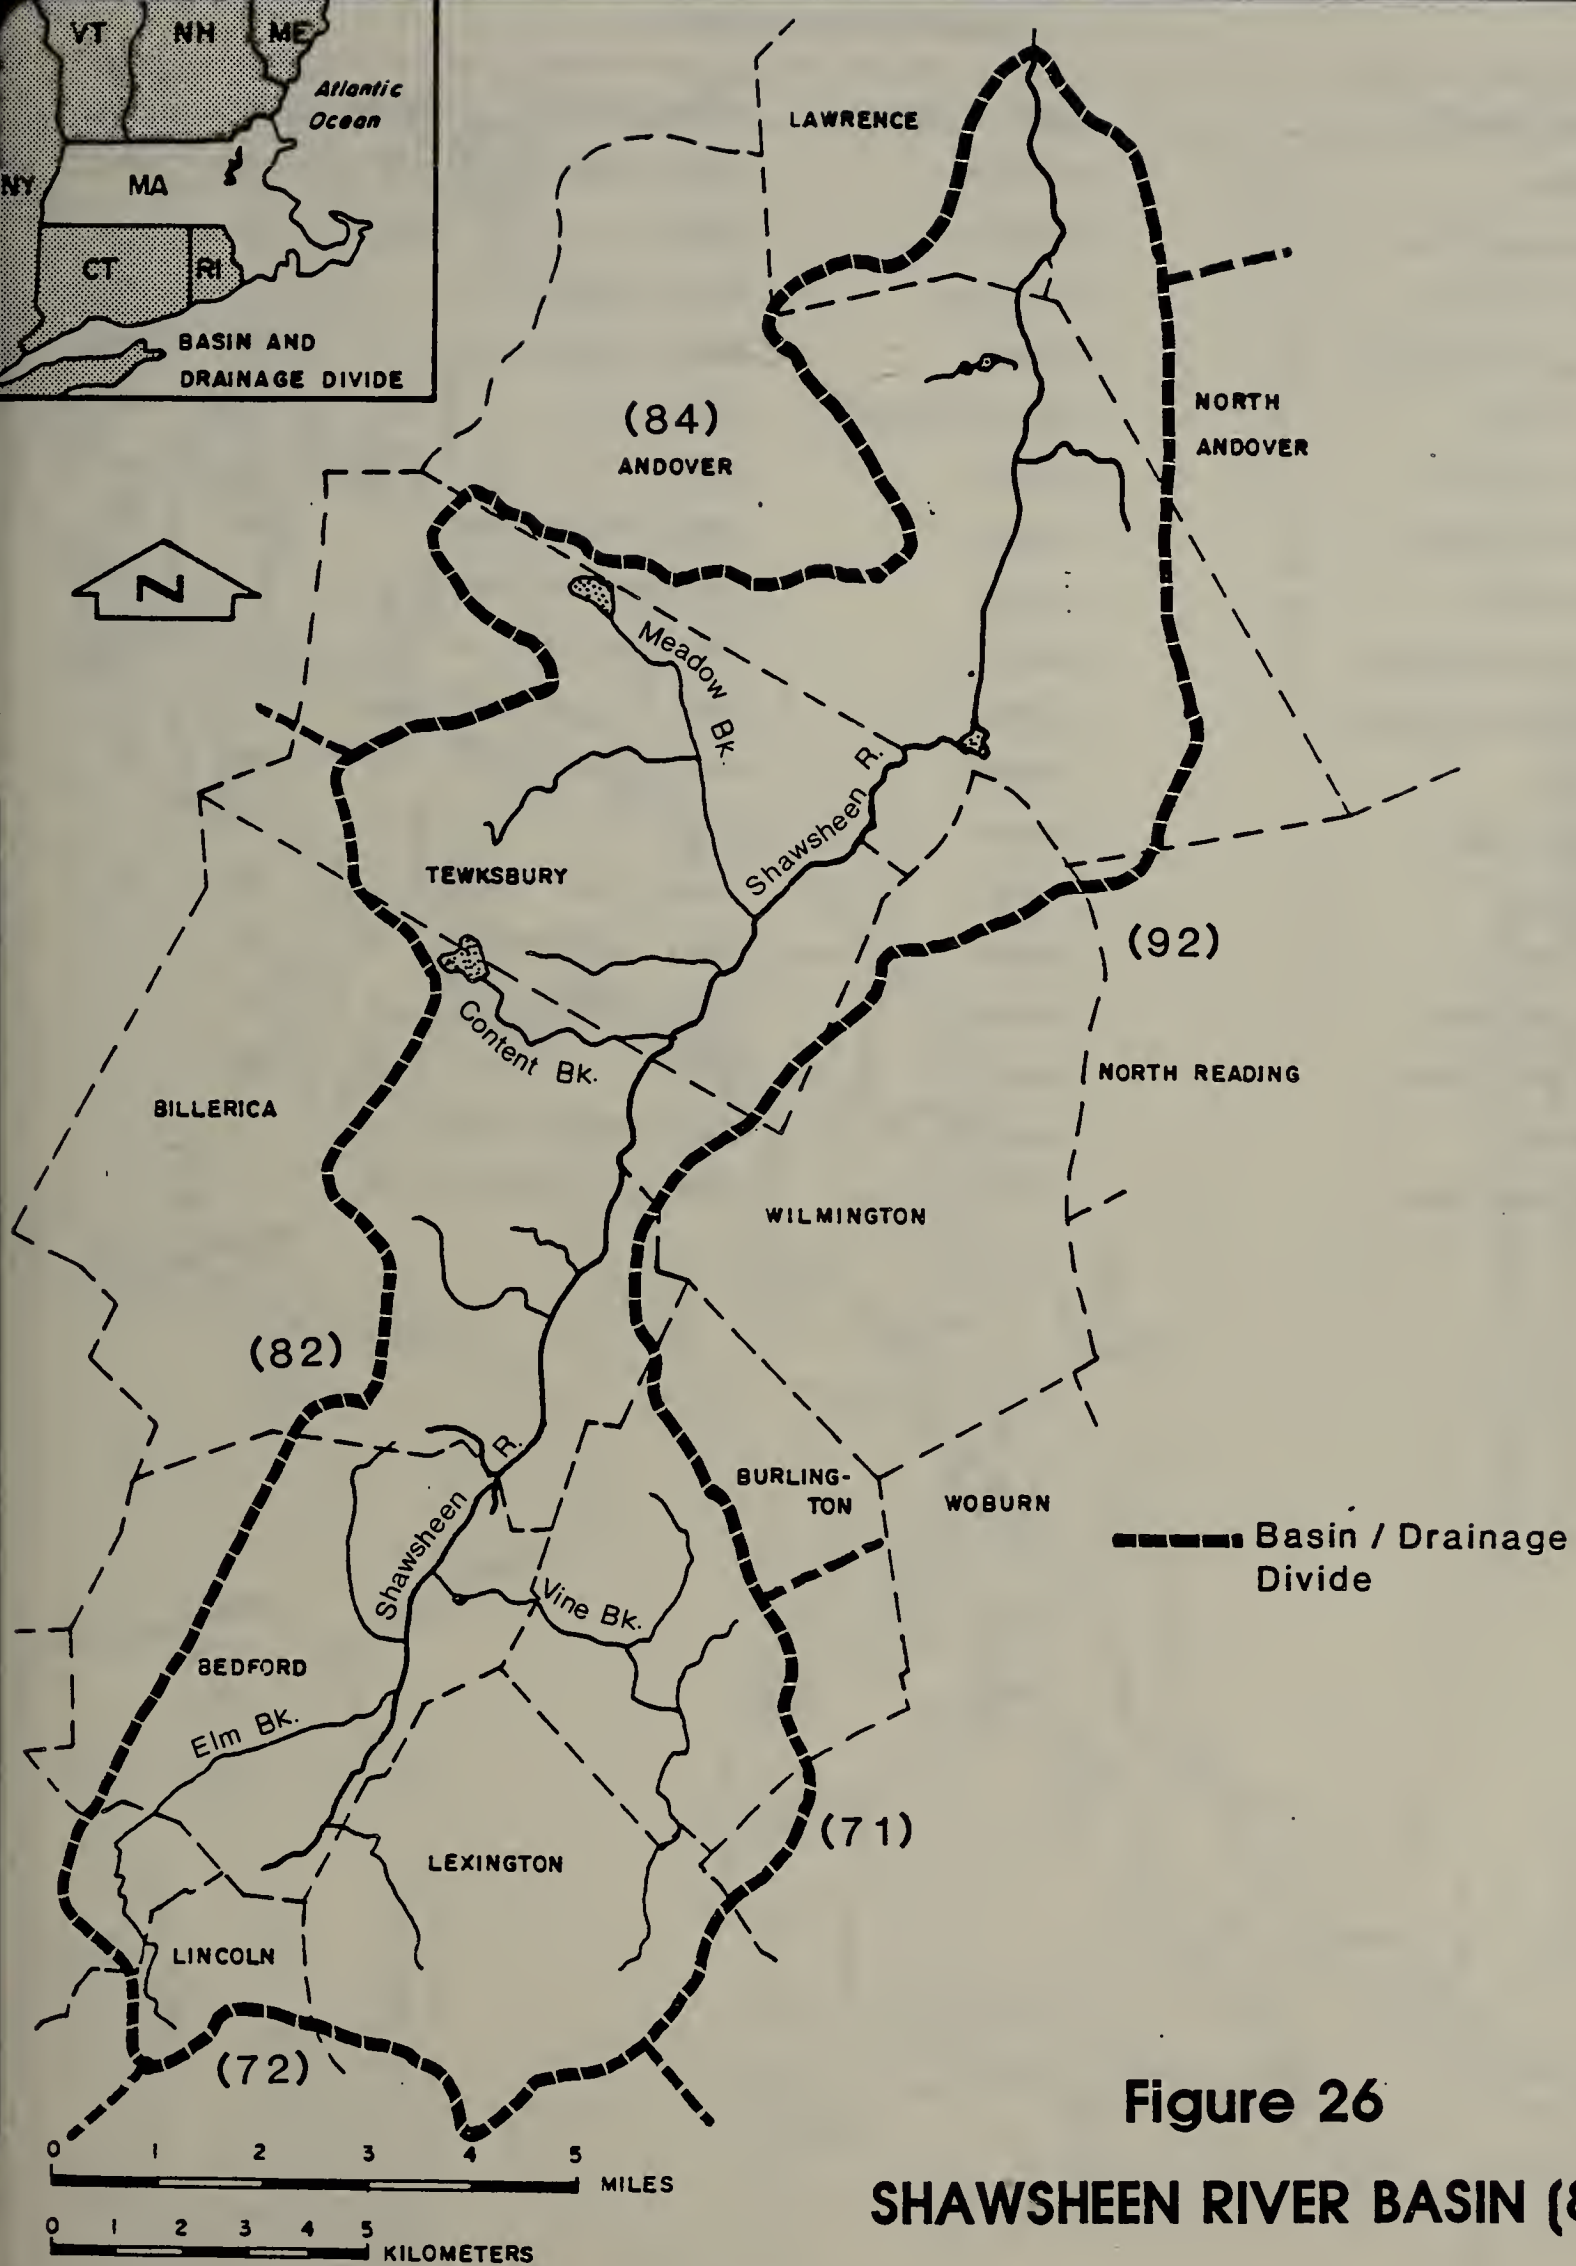 VT NH ME
Atlantic
Ocean
NY MA
CT RI
BASIN AND
DRAINAGE DIVIDE
LAWRENCE
(84)
ANDOVER
NORTH
ANDOVER
N
Meadow Bk.
Shawsheen R.
TEWKSBURY
(92)
Content Bk.
BILLERICA
NORTH READING
WILMINGTON
(82)
Shawsheen R.
BURLING-
TON
WOBURN
Basin / Drainage
Divide
Vine Bk.
BEDFORD
Elm Bk.
(71)
LEXINGTON
LINCOLN
(72)
Figure 26
SHAWSHEEN RIVER BASIN (8
0 1 2 3 4 5
MILES
0 1 2 3 4 5
KILOMETERS